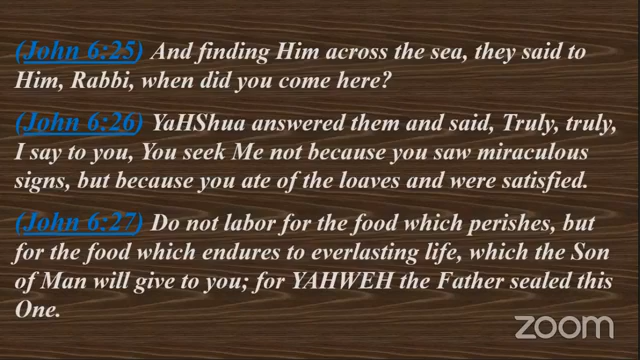 (John 6:25) And finding Him across the sea, they said to
Him, Rabbi, when did you come here?
(John 6:26) YaHShua answered them and said, Truly, truly,
I say to you, You seek Me not because you saw miraculous
signs, but because you ate of the loaves and were satisfied.
(John 6:27) Do not labor for the food which perishes, but
for the food which endures to everlasting life, which the Son
of Man will give to you; for YAHWEH the Father sealed this
One.
zoom